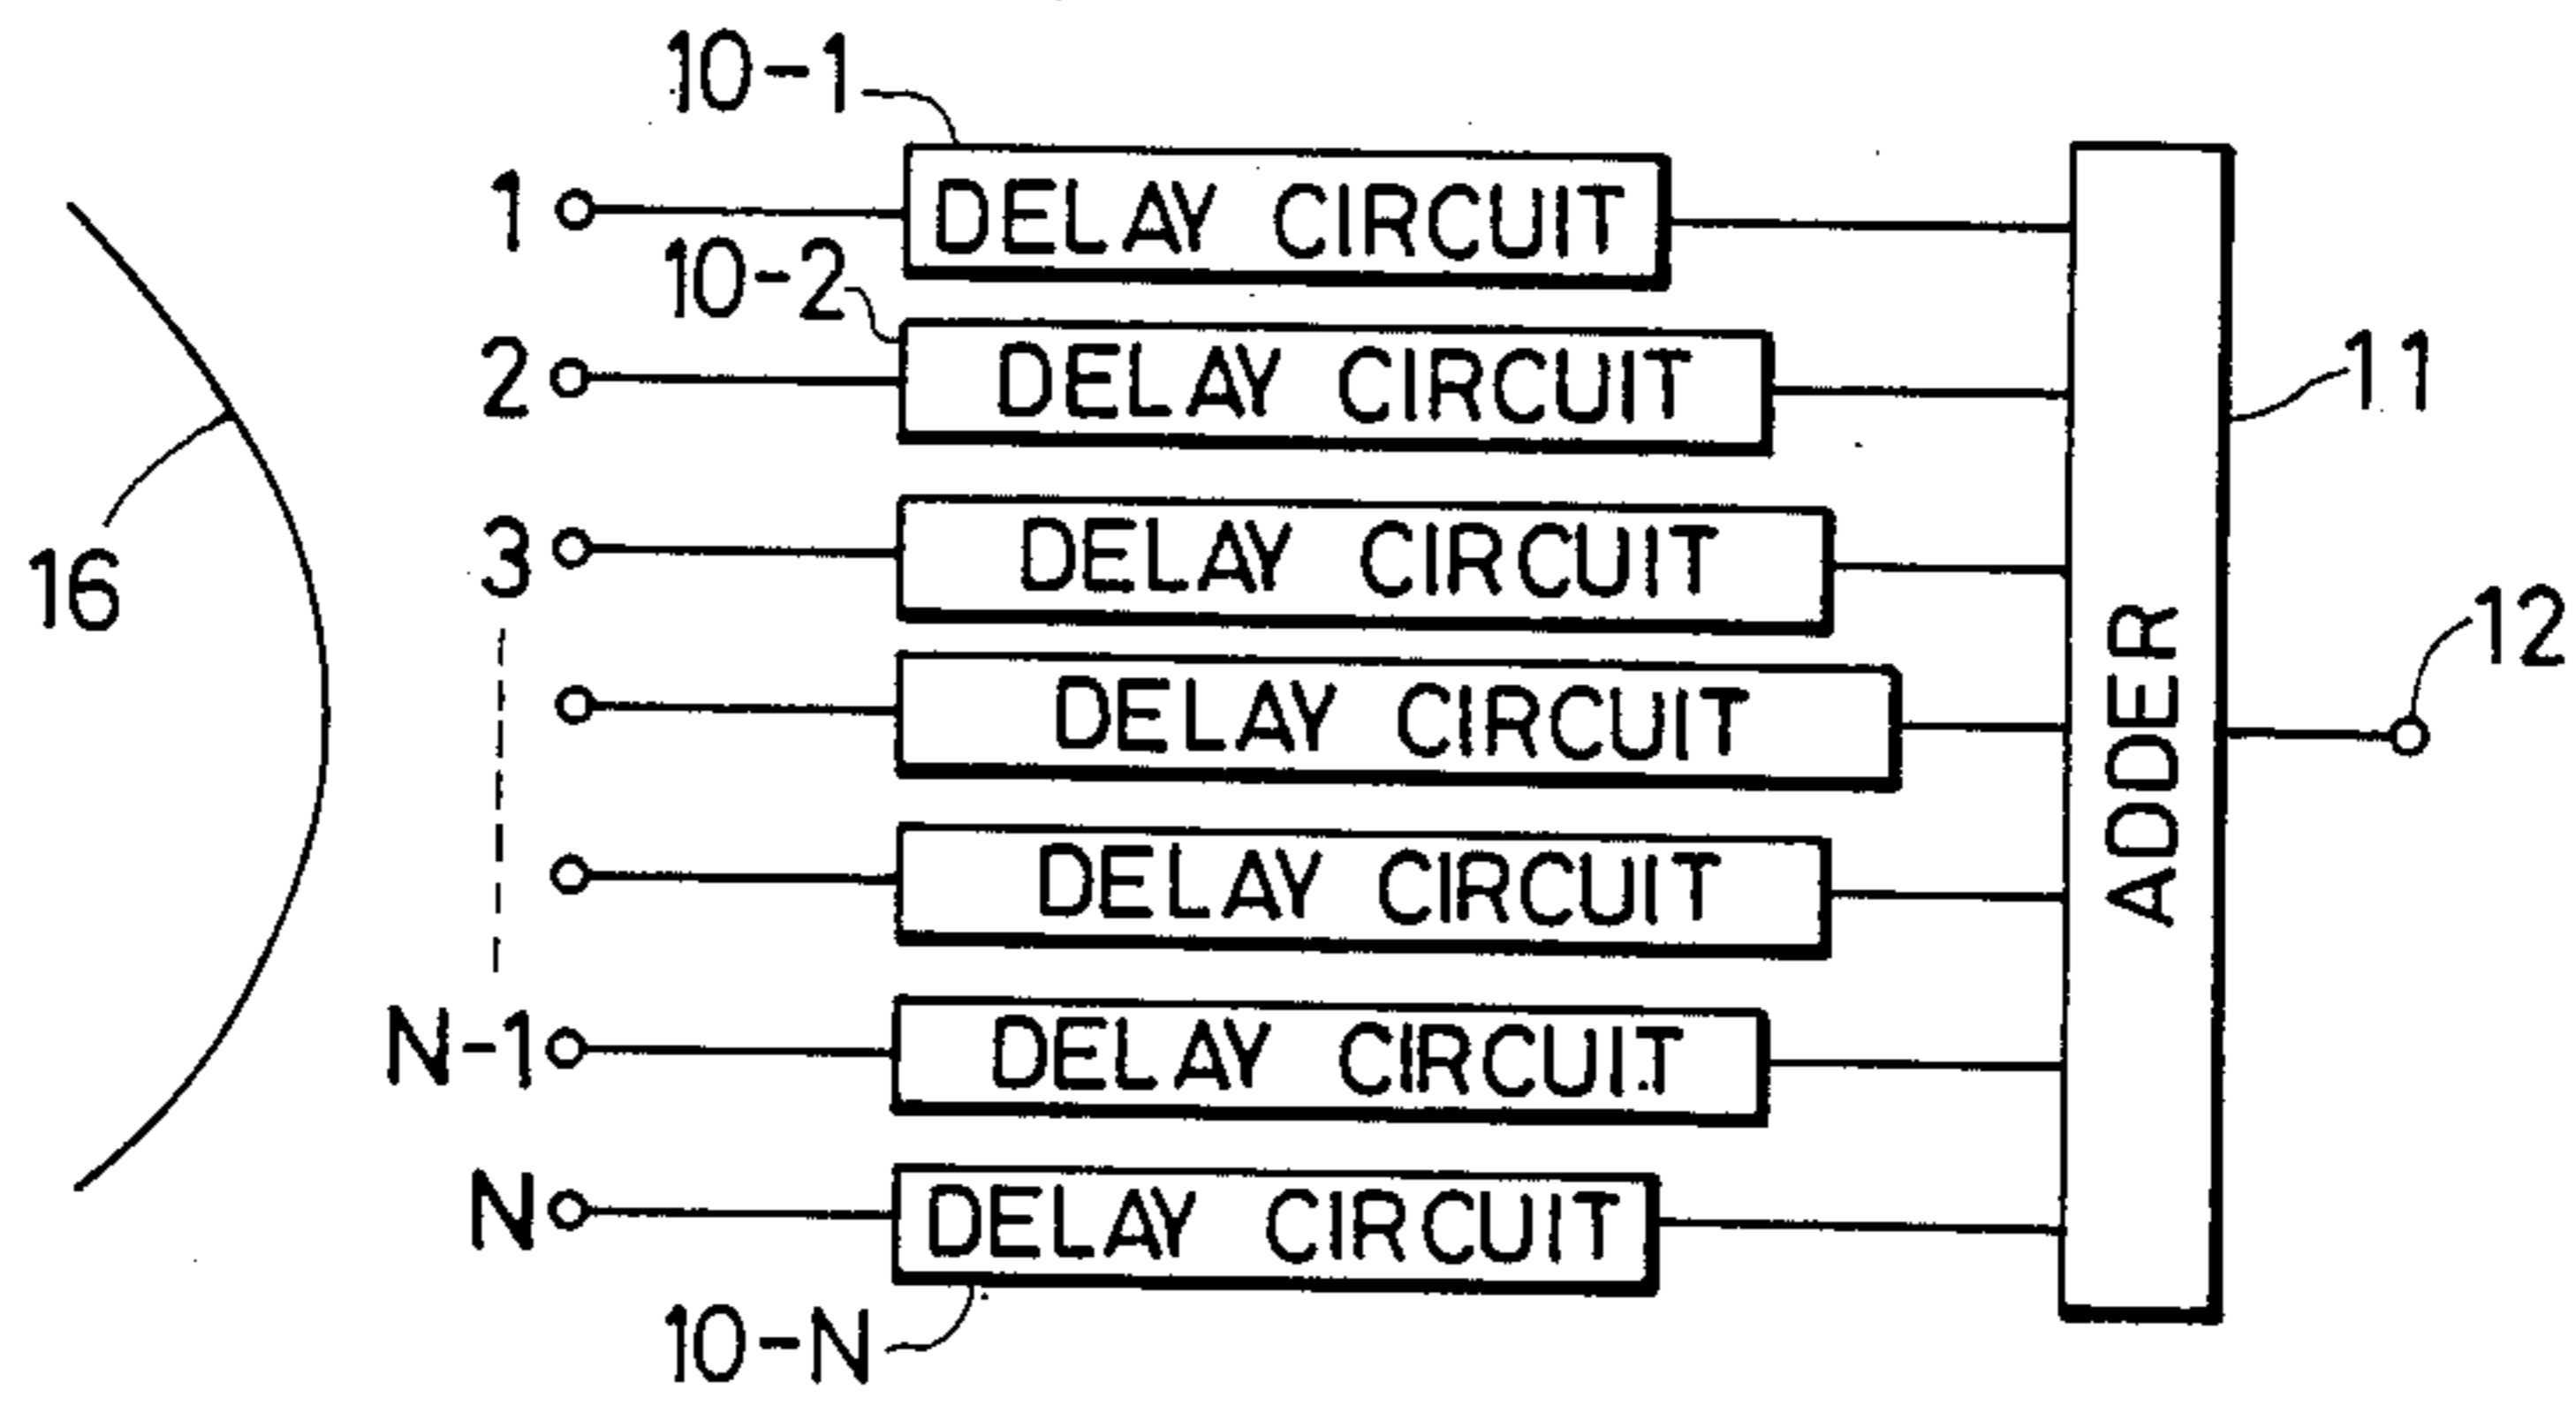 10-1
1
DELAY CIRCUIT
10-2
2
DELAY CIRCUIT
11
3
DELAY CIRCUIT
16
12
DELAY CIRCUIT
ADDER
DELAY CIRCUIT
N-1
DELAY CIRCUIT
N
DELAY CIRCUIT
10-N